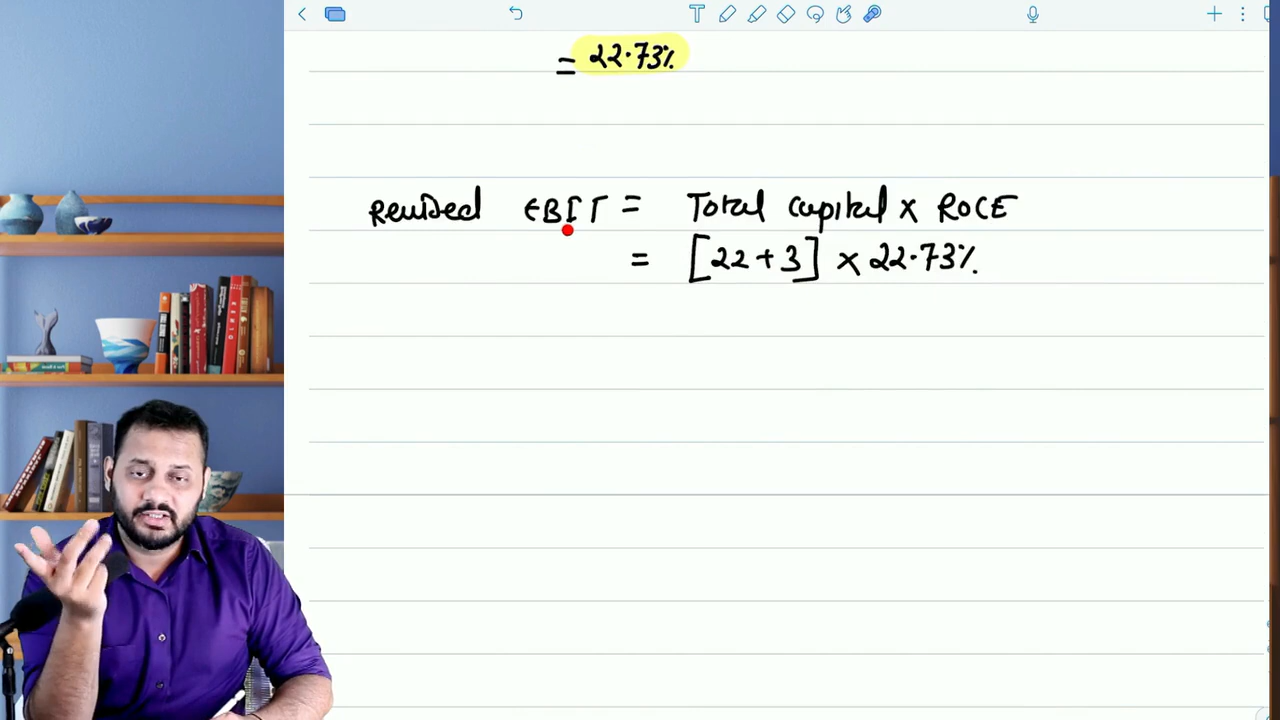 = 22.73%
Revised EBIT = Total capital x ROCE
= [22 + 3] x 22.73%